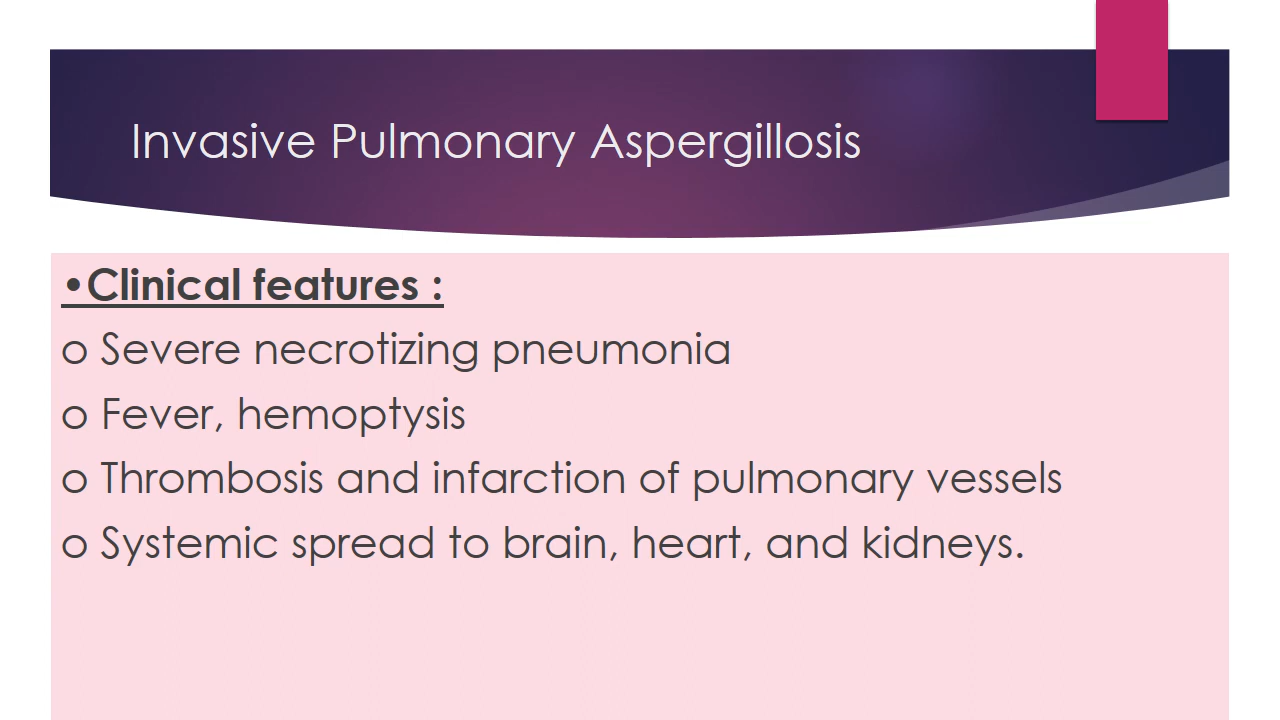 Invasive Pulmonary Aspergillosis
•Clinical features :
o Severe necrotizing pneumonia
o Fever, hemoptysis
o Thrombosis and infarction of pulmonary vessels
o Systemic spread to brain, heart, and kidneys.